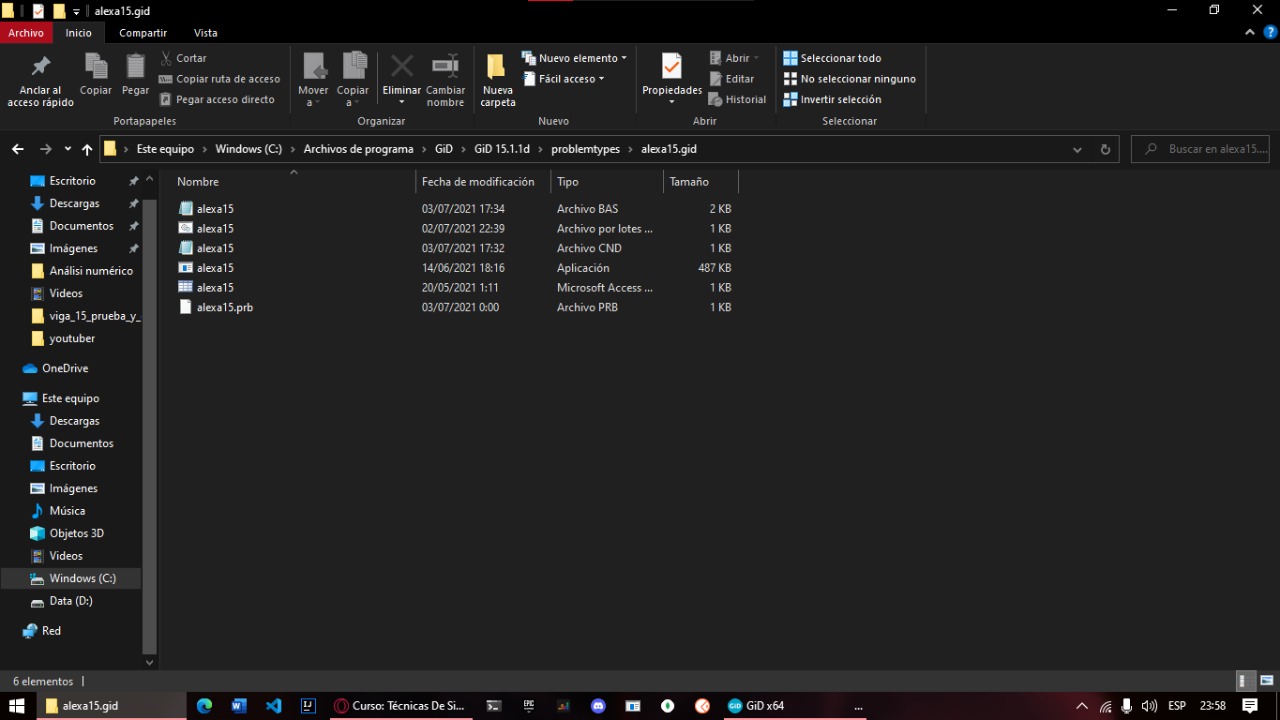 alexa15.gid
Archivo Inicio Compartir Vista
Anclar al acceso rápido
Copiar
Pegar
Cortar
Copiar ruta de acceso
Pegar acceso directo
Portapapeles
Mover a
Copiar a
Eliminar
Cambiar nombre
Organizar
Nueva carpeta
Nuevo elemento
Fácil acceso
Nuevo
Propiedades
Abrir
Editar
Historial
Abrir
Seleccionar todo
No seleccionar ninguno
Invertir selección
Seleccionar
Este equipo > Windows (C:) > Archivos de programa > GiD > GiD 15.1.1d > problemtypes > alexa15.gid
Buscar en alexa15....
Escritorio
Descargas
Documentos
Imágenes
Análisi numérico
Videos
viga_15_prueba_y_
youtuber
OneDrive
Este equipo
Descargas
Documentos
Escritorio
Imágenes
Música
Objetos 3D
Videos
Windows (C:)
Data (D:)
Red
Nombre Fecha de modificación Tipo Tamaño
alexa15 03/07/2021 17:34 Archivo BAS 2 KB
alexa15 02/07/2021 22:39 Archivo por lotes ... 1 KB
alexa15 03/07/2021 17:32 Archivo CND 1 KB
alexa15 14/06/2021 18:16 Aplicación 487 KB
alexa15 20/05/2021 1:11 Microsoft Access ... 1 KB
alexa15.prb 03/07/2021 0:00 Archivo PRB 1 KB
6 elementos
alexa15.gid
Curso: Técnicas De Si...
GiD x64
...
ESP 23:58